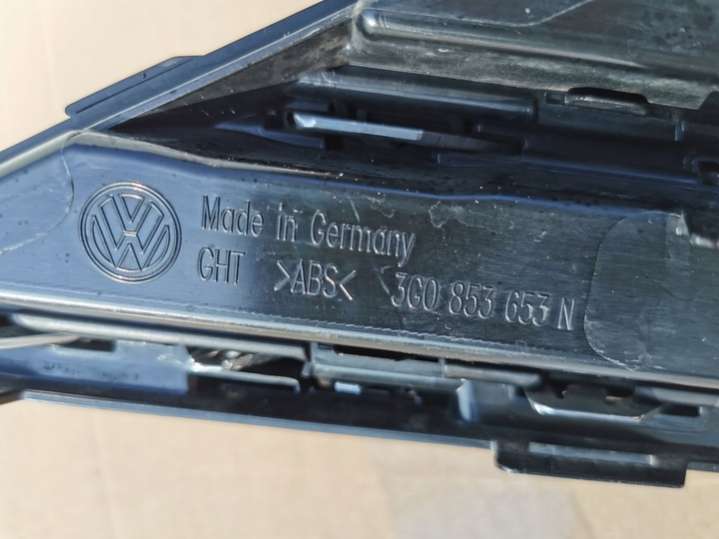 Made in Germany
GHT >ABS< 3G0 853 653 N